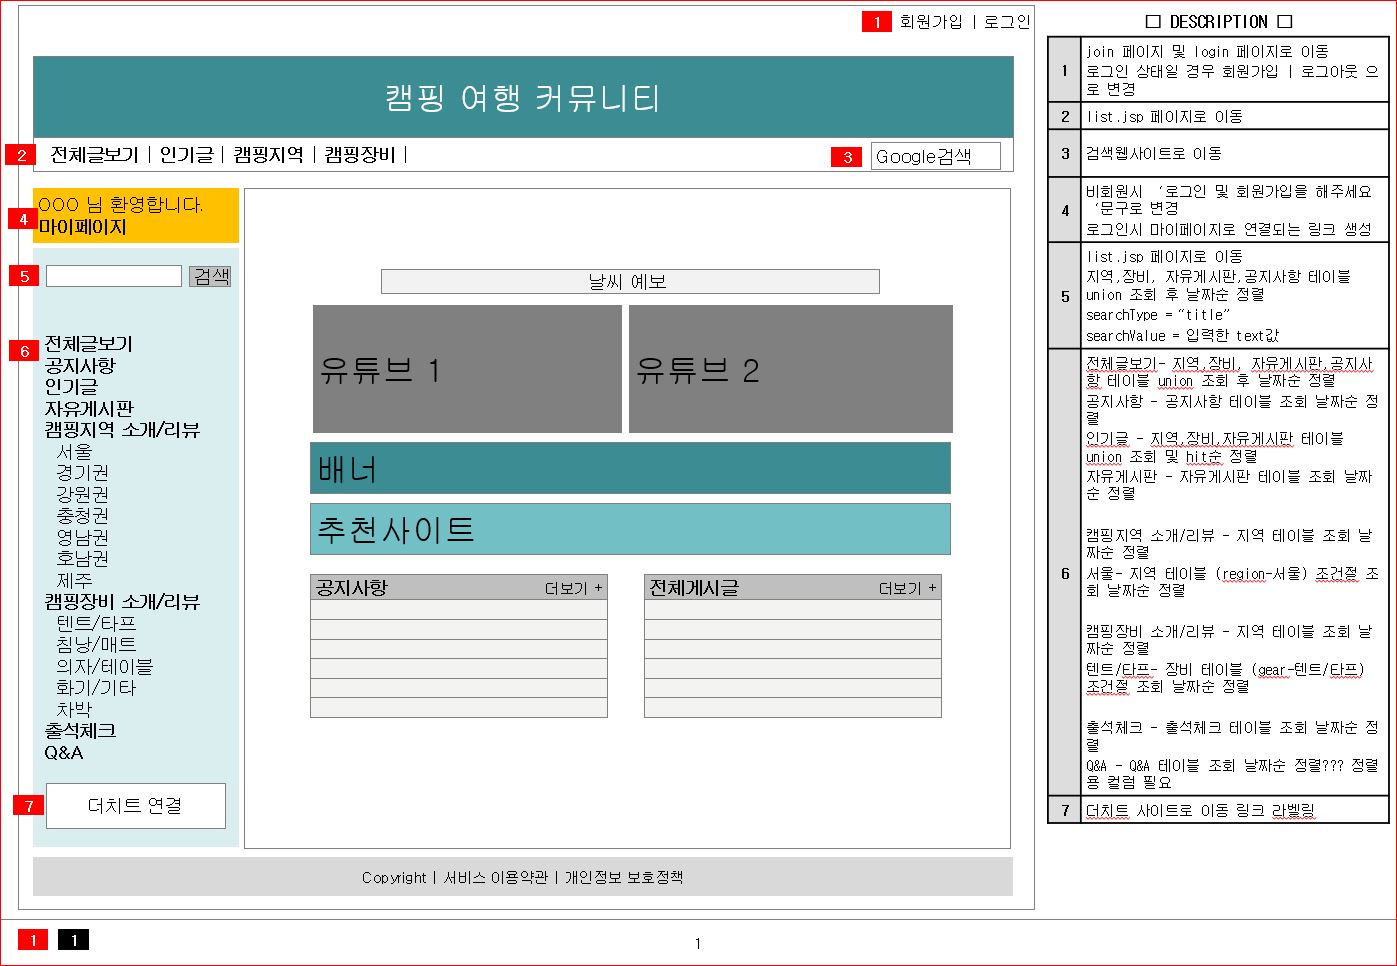 1 회원가입 | 로그인
캠핑 여행 커뮤니티
2 전체글보기 | 인기글 | 캠핑지역 | 캠핑장비 |
3 Google검색
4 OOO 님 환영합니다.
마이페이지
5 검색
6 전체글보기
공지사항
인기글
자유게시판
캠핑지역 소개/리뷰
서울
경기권
강원권
충청권
영남권
호남권
제주
캠핑장비 소개/리뷰
텐트/타프
침낭/매트
의자/테이블
화기/기타
차박
출석체크
Q&A
7 더치트 연결
날씨 예보
유튜브 1
유튜브 2
배너
추천사이트
공지사항 더보기 +
전체게시글 더보기 +
Copyright | 서비스 이용약관 | 개인정보 보호정책
□ DESCRIPTION □
1 join 페이지 및 login 페이지로 이동
로그인 상태일 경우 회원가입 | 로그아웃 으
로 변경
2 list.jsp 페이지로 이동
3 검색웹사이트로 이동
4 비회원시 ‘로그인 및 회원가입을 해주세요
‘문구로 변경
로그인시 마이페이지로 연결되는 링크 생성
5 list.jsp 페이지로 이동
지역,장비, 자유게시판,공지사항 테이블
union 조회 후 날짜순 정렬
searchType = “title”
searchValue = 입력한 text값
6 전체글보기- 지역,장비, 자유게시판,공지사
항 테이블 union 조회 후 날짜순 정렬
공지사항 - 공지사항 테이블 조회 날짜순 정
렬
인기글 - 지역,장비,자유게시판 테이블
union 조회 및 hit순 정렬
자유게시판 - 자유게시판 테이블 조회 날짜
순 정렬
캠핑지역 소개/리뷰 - 지역 테이블 조회 날
짜순 정렬
서울- 지역 테이블 (region-서울) 조건절 조
회 날짜순 정렬
캠핑장비 소개/리뷰 - 지역 테이블 조회 날
짜순 정렬
텐트/타프- 장비 테이블 (gear-텐트/타프)
조건절 조회 날짜순 정렬
출석체크 - 출석체크 테이블 조회 날짜순 정
렬
Q&A - Q&A 테이블 조회 날짜순 정렬??? 정렬
용 컬럼 필요
7 더치트 사이트로 이동 링크 라벨링
1 1
1